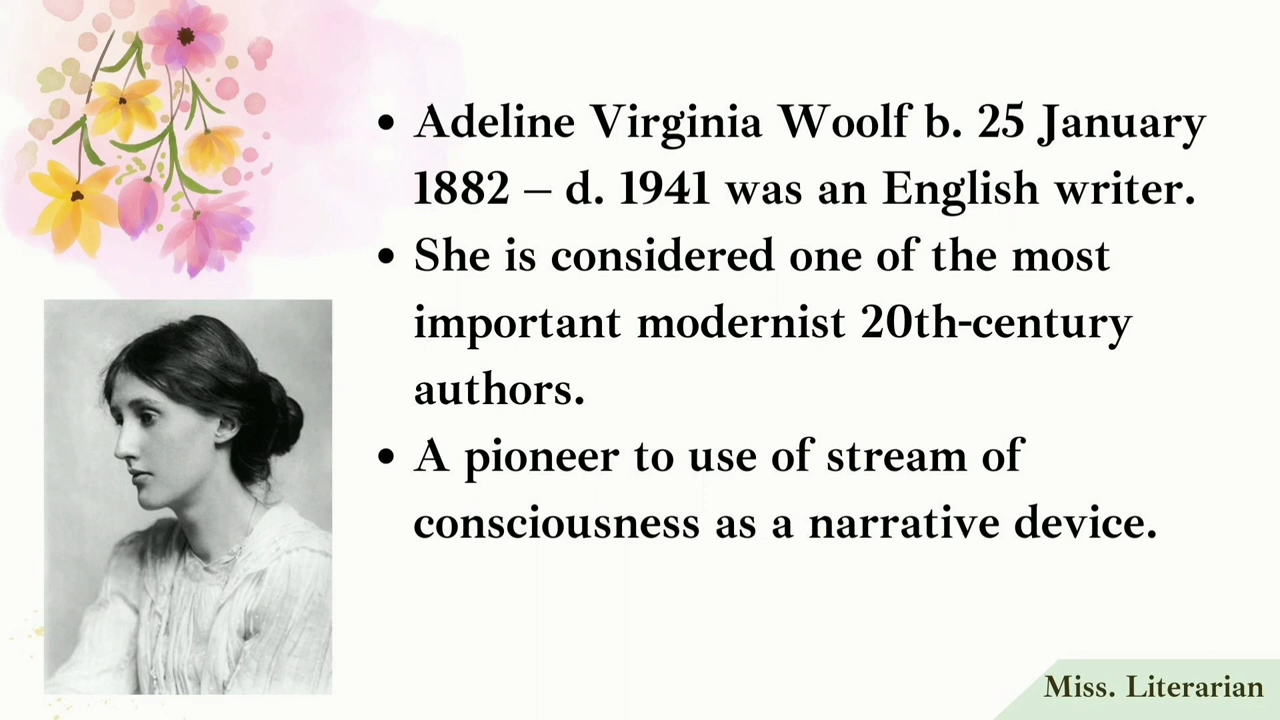 • Adeline Virginia Woolf b. 25 January
1882 – d. 1941 was an English writer.
• She is considered one of the most
important modernist 20th-century
authors.
• A pioneer to use of stream of
consciousness as a narrative device.
Miss. Literarian